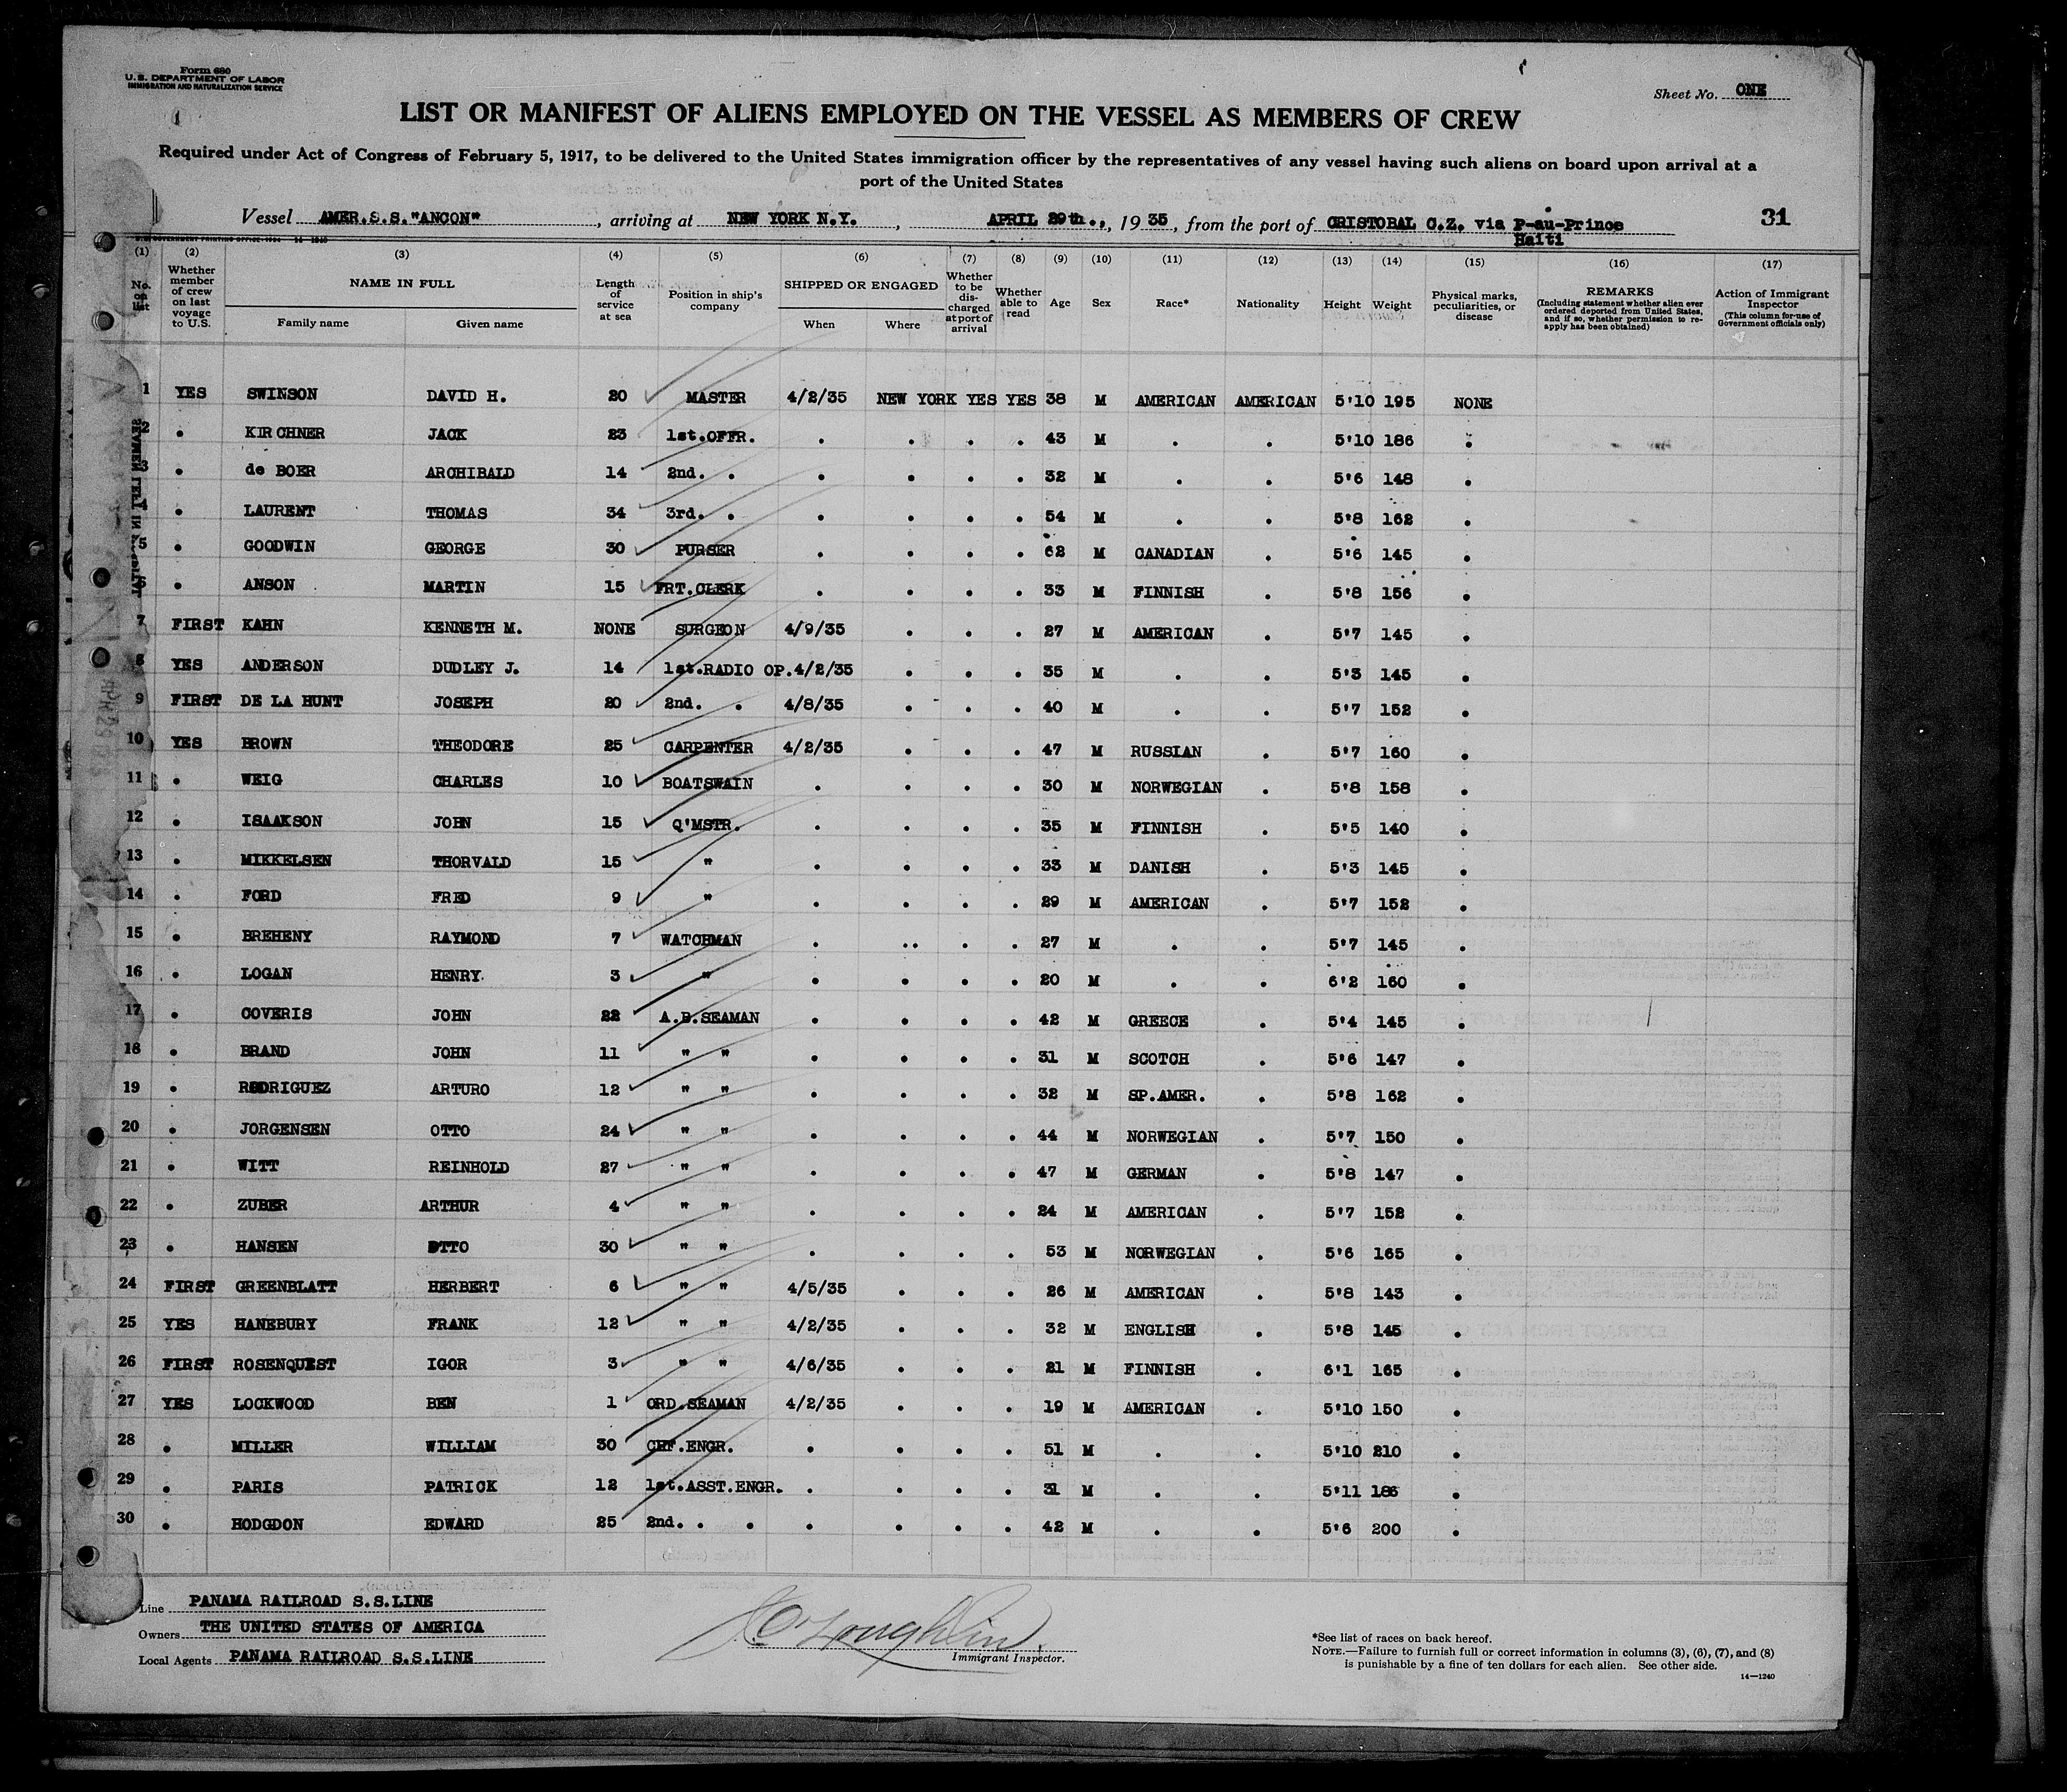 Form 680
U.S. DEPARTMENT OF LABOR
IMMIGRATION AND NATURALIZATION SERVICE
Sheet No. ONE
LIST OR MANIFEST OF ALIENS EMPLOYED ON THE VESSEL AS MEMBERS OF CREW
Required under Act of Congress of February 5, 1917, to be delivered to the United States immigration officer by the representatives of any vessel having such aliens on board upon arrival at a
port of the United States
Vessel AMER.S.S."ANCON", arriving at NEW YORK N.Y., APRIL 29th., 1935, from the port of CRISTOBAL C.Z. via P-au-Prince
Haiti
31
(1) (2) (3) (4) (5) (6) (7) (8) (9) (10) (11) (12) (13) (14) (15) (16) (17)
No. on list
Whether member of crew on last voyage to U.S.
NAME IN FULL
Family name Given name
Length of service at sea
Position in ship's company
SHIPPED OR ENGAGED
When Where
Whether to be discharged at port of arrival
Whether able to read
Age Sex Race* Nationality Height Weight
Physical marks, peculiarities, or disease
REMARKS
(Including statement whether alien ever ordered deported from United States, and if so, whether permission to re-apply has been obtained)
Action of Immigrant Inspector
(This column for use of Government officials only)
1 YES SWINSON DAVID H. 20 MASTER 4/2/35 NEW YORK YES YES 38 M AMERICAN AMERICAN 5'10 195 NONE
2 . KIRCHNER JACK 23 1st.OFFR. . . . . 43 M . . 5'10 186 .
3 . de BOER ARCHIBALD 14 2nd. . . . . . 32 M . . 5'6 148 .
4 . LAURENT THOMAS 34 3rd. . . . . . 54 M . . 5'8 162 .
5 . GOODWIN GEORGE 30 PURSER . . . . 62 M CANADIAN . 5'6 145 .
6 . ANSON MARTIN 15 FRT.CLERK . . . . 33 M FINNISH . 5'8 156 .
7 FIRST KAHN KENNETH M. NONE SURGEON 4/9/35 . . . 27 M AMERICAN . 5'7 145 .
8 YES ANDERSON DUDLEY J. 14 1st.RADIO OP. 4/2/35 . . . 35 M . . 5'3 145 .
9 FIRST DE LA HUNT JOSEPH 20 2nd. . 4/8/35 . . . 40 M . . 5'7 152 .
10 YES BROWN THEODORE 25 CARPENTER 4/2/35 . . . 47 M RUSSIAN . 5'7 160 .
11 . WEIG CHARLES 10 BOATSWAIN . . . . 30 M NORWEGIAN . 5'8 158 .
12 . ISAAKSON JOHN 15 Q'MSTR. . . . . 35 M FINNISH . 5'5 140 .
13 . MIKKELSEN THORVALD 15 " . . . . 33 M DANISH . 5'3 145 .
14 . FORD FRED 9 " . . . . 29 M AMERICAN . 5'7 152 .
15 . BREHENY RAYMOND 7 WATCHMAN . .. . . 27 M . . 5'7 145 .
16 . LOGAN HENRY. 3 " . . . . 20 M . . 6'2 160 .
17 . COVERIS JOHN 22 A.B.SEAMAN . . . . 42 M GREECE . 5'4 145 .
18 . BRAND JOHN 11 " " . . . . 31 M SCOTCH . 5'6 147 .
19 . RODRIGUEZ ARTURO 12 " " . . . . 32 M SP.AMER. . 5'8 162 .
20 . JORGENSEN OTTO 24 " " . . . . 44 M NORWEGIAN . 5'7 150 .
21 . WITT REINHOLD 27 " " . . . . 47 M GERMAN . 5'8 147 .
22 . ZUBER ARTHUR 4 " " . . . . 24 M AMERICAN . 5'7 152 .
23 . HANSEN OTTO 30 " " . . . . 53 M NORWEGIAN . 5'6 165 .
24 FIRST GREENBLATT HERBERT 6 " " 4/5/35 . . . 26 M AMERICAN . 5'8 143 .
25 YES HANEBURY FRANK 12 " " 4/2/35 . . . 32 M ENGLISH . 5'8 145 .
26 FIRST ROSENQUEST IGOR 3 " " 4/6/35 . . . 21 M FINNISH . 6'1 165 .
27 YES LOCKWOOD BEN 1 ORD.SEAMAN 4/2/35 . . . 19 M AMERICAN . 5'10 150 .
28 . MILLER WILLIAM 30 CHF.ENGR. . . . . 51 M . . 5'10 210 .
29 . PARIS PATRICK 12 1st.ASST.ENGR. . . . . 31 M . . 5'11 186 .
30 . HODGDON EDWARD 25 2nd. . . . . . . 42 M . . 5'6 200 .
Line PANAMA RAILROAD S.S.LINE
Owners THE UNITED STATES OF AMERICA
Local Agents PANAMA RAILROAD S.S.LINE
Immigrant Inspector.
*See list of races on back hereof.
NOTE.—Failure to furnish full or correct information in columns (3), (6), (7), and (8)
is punishable by a fine of ten dollars for each alien. See other side.
14—1240